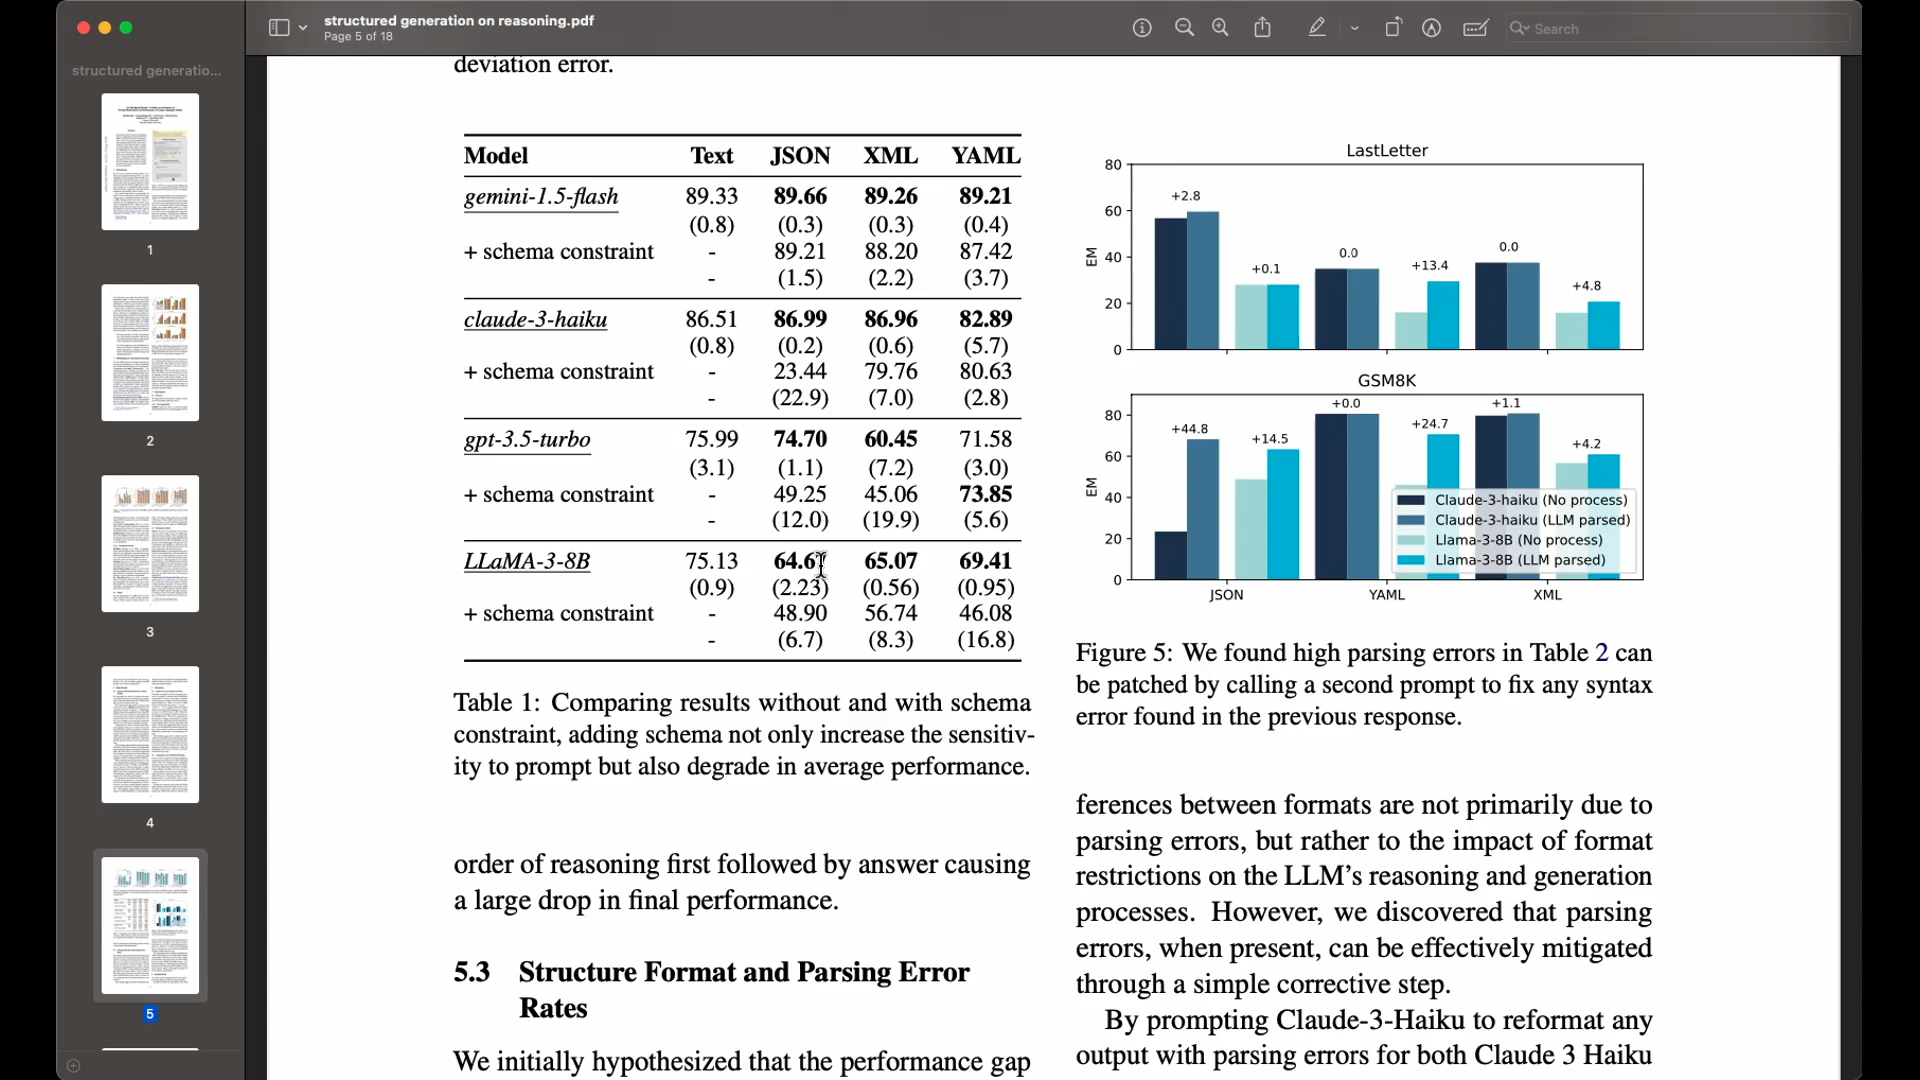 structured generation on reasoning.pdf
Page 5 of 18
Search
structured generatio...
1
2
3
4
5
deviation error.
Model Text JSON XML YAML
gemini-1.5-flash 89.33 89.66 89.26 89.21
(0.8) (0.3) (0.3) (0.4)
+ schema constraint - 89.21 88.20 87.42
- (1.5) (2.2) (3.7)
claude-3-haiku 86.51 86.99 86.96 82.89
(0.8) (0.2) (0.6) (5.7)
+ schema constraint - 23.44 79.76 80.63
- (22.9) (7.0) (2.8)
gpt-3.5-turbo 75.99 74.70 60.45 71.58
(3.1) (1.1) (7.2) (3.0)
+ schema constraint - 49.25 45.06 73.85
- (12.0) (19.9) (5.6)
LLaMA-3-8B 75.13 65.07 69.41
(0.9) (2.23) (0.56) (0.95)
+ schema constraint - 48.90 56.74 46.08
- (6.7) (8.3) (16.8)
Table 1: Comparing results without and with schema
constraint, adding schema not only increase the sensitiv-
ity to prompt but also degrade in average performance.
order of reasoning first followed by answer causing
a large drop in final performance.
5.3 Structure Format and Parsing Error
Rates
We initially hypothesized that the performance gap
LastLetter
80
60
40
20
0
EM
+2.8
+0.1
0.0
+13.4
0.0
+4.8
GSM8K
80
60
40
20
0
EM
+44.8
+14.5
+0.0
+24.7
+1.1
+4.2
Claude-3-haiku (No process)
Claude-3-haiku (LLM parsed)
Llama-3-8B (No process)
Llama-3-8B (LLM parsed)
JSON YAML XML
Figure 5: We found high parsing errors in Table 2 can
be patched by calling a second prompt to fix any syntax
error found in the previous response.
ferences between formats are not primarily due to
parsing errors, but rather to the impact of format
restrictions on the LLM's reasoning and generation
processes. However, we discovered that parsing
errors, when present, can be effectively mitigated
through a simple corrective step.
By prompting Claude-3-Haiku to reformat any
output with parsing errors for both Claude 3 Haiku